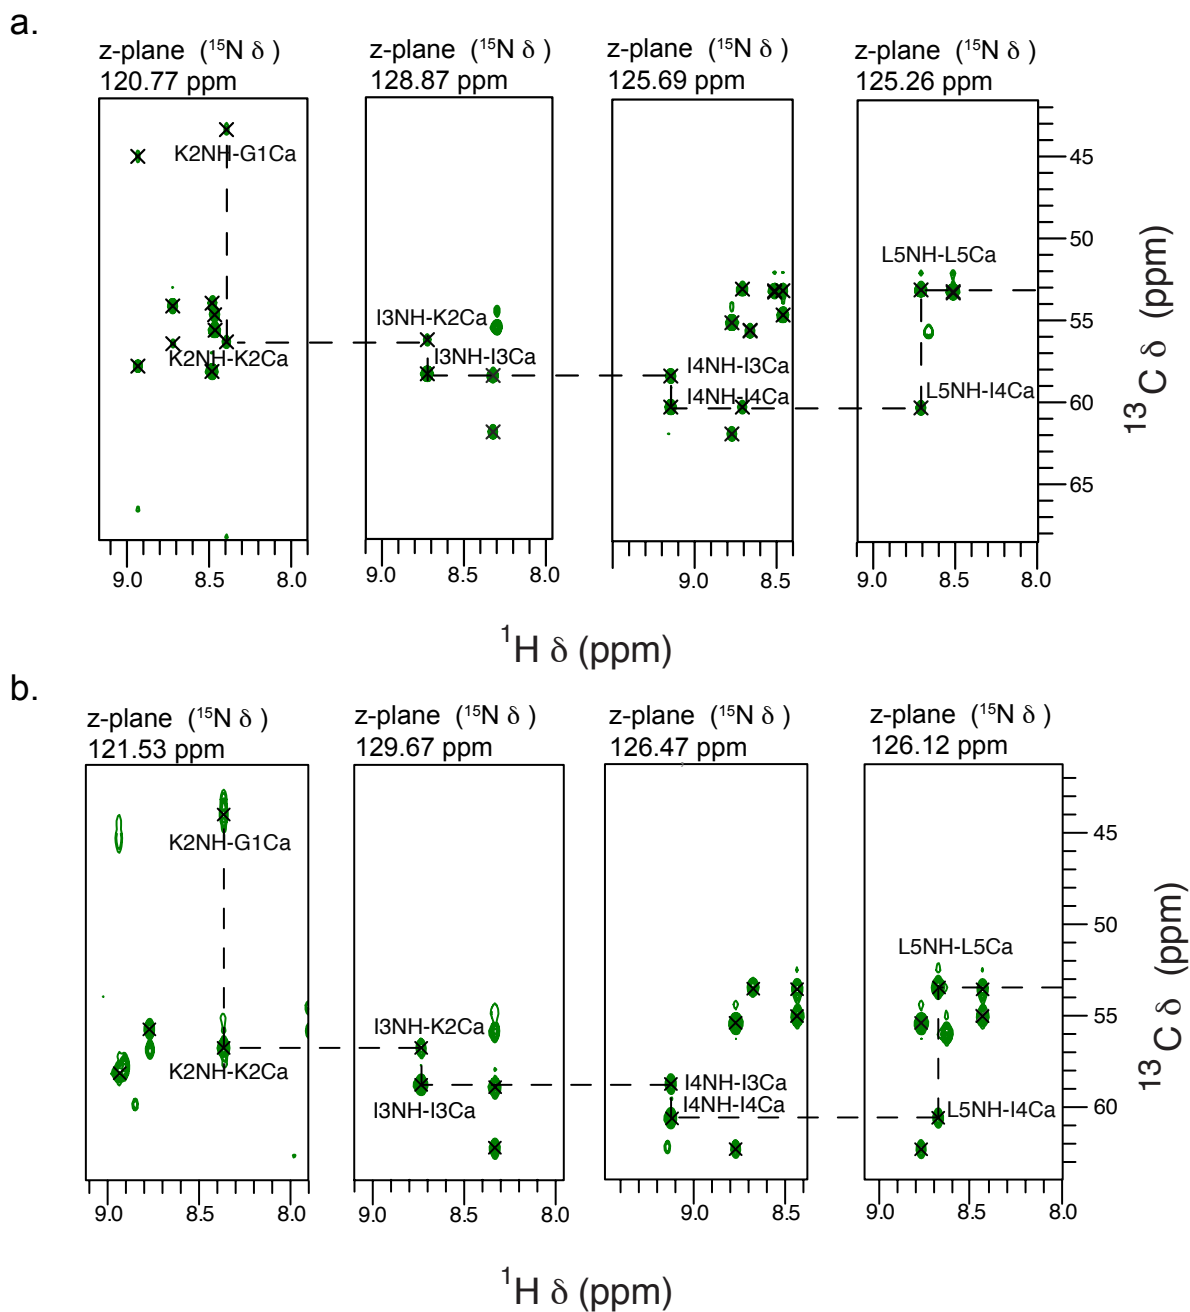 a.
z-plane (¹⁵N δ )
120.77 ppm
z-plane (¹⁵N δ )
128.87 ppm
z-plane (¹⁵N δ )
125.69 ppm
z-plane (¹⁵N δ )
125.26 ppm
K2NH-G1Ca
K2NH-K2Ca
I3NH-K2Ca
I3NH-I3Ca
I4NH-I3Ca
I4NH-I4Ca
L5NH-L5Ca
L5NH-I4Ca
45
50
55
60
65
¹³C δ (ppm)
9.0 8.5 8.0
9.0 8.5 8.0
9.0 8.5
9.0 8.5 8.0
¹H δ (ppm)
b.
z-plane (¹⁵N δ )
121.53 ppm
z-plane (¹⁵N δ )
129.67 ppm
z-plane (¹⁵N δ )
126.47 ppm
z-plane (¹⁵N δ )
126.12 ppm
K2NH-G1Ca
K2NH-K2Ca
I3NH-K2Ca
I3NH-I3Ca
I4NH-I3Ca
I4NH-I4Ca
L5NH-L5Ca
L5NH-I4Ca
45
50
55
60
¹³C δ (ppm)
9.0 8.5 8.0
9.0 8.5 8.0
9.0 8.5
9.0 8.5 8.0
¹H δ (ppm)